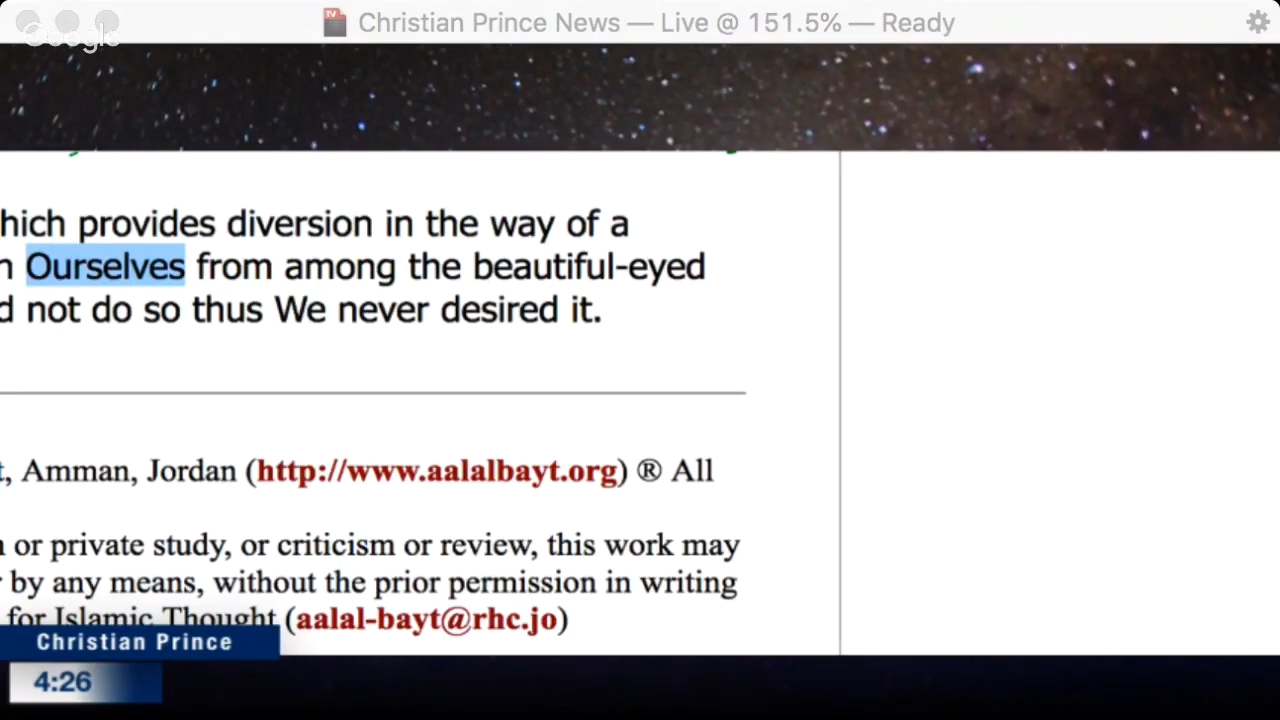 Christian Prince News — Live @ 151.5% — Ready
Google
hich provides diversion in the way of a
n Ourselves from among the beautiful-eyed
d not do so thus We never desired it.
t, Amman, Jordan (http://www.aalalbayt.org) ® All
n or private study, or criticism or review, this work may
r by any means, without the prior permission in writing
for Islamic Thought (aalal-bayt@rhc.jo)
Christian Prince
4:26